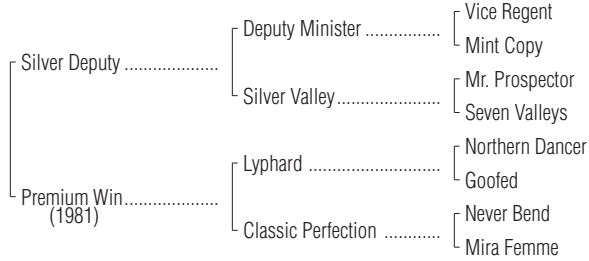 Vice Regent
Deputy Minister ..................
Mint Copy
Silver Deputy ....................
Mr. Prospector
Silver Valley......................
Seven Valleys
Northern Dancer
Lyphard ............................
Goofed
Premium Win....................
(1981)
Never Bend
Classic Perfection ............
Mira Femme